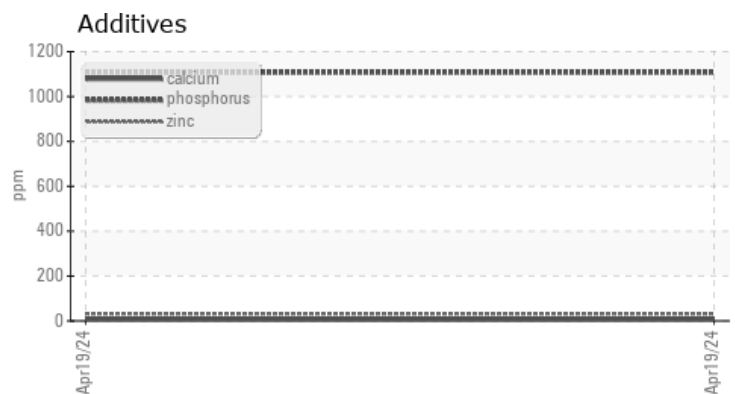 Additives
1200
1000
800
600
400
200
0
ppm
calcium
phosphorus
zinc
Apr19/24
Apr19/24